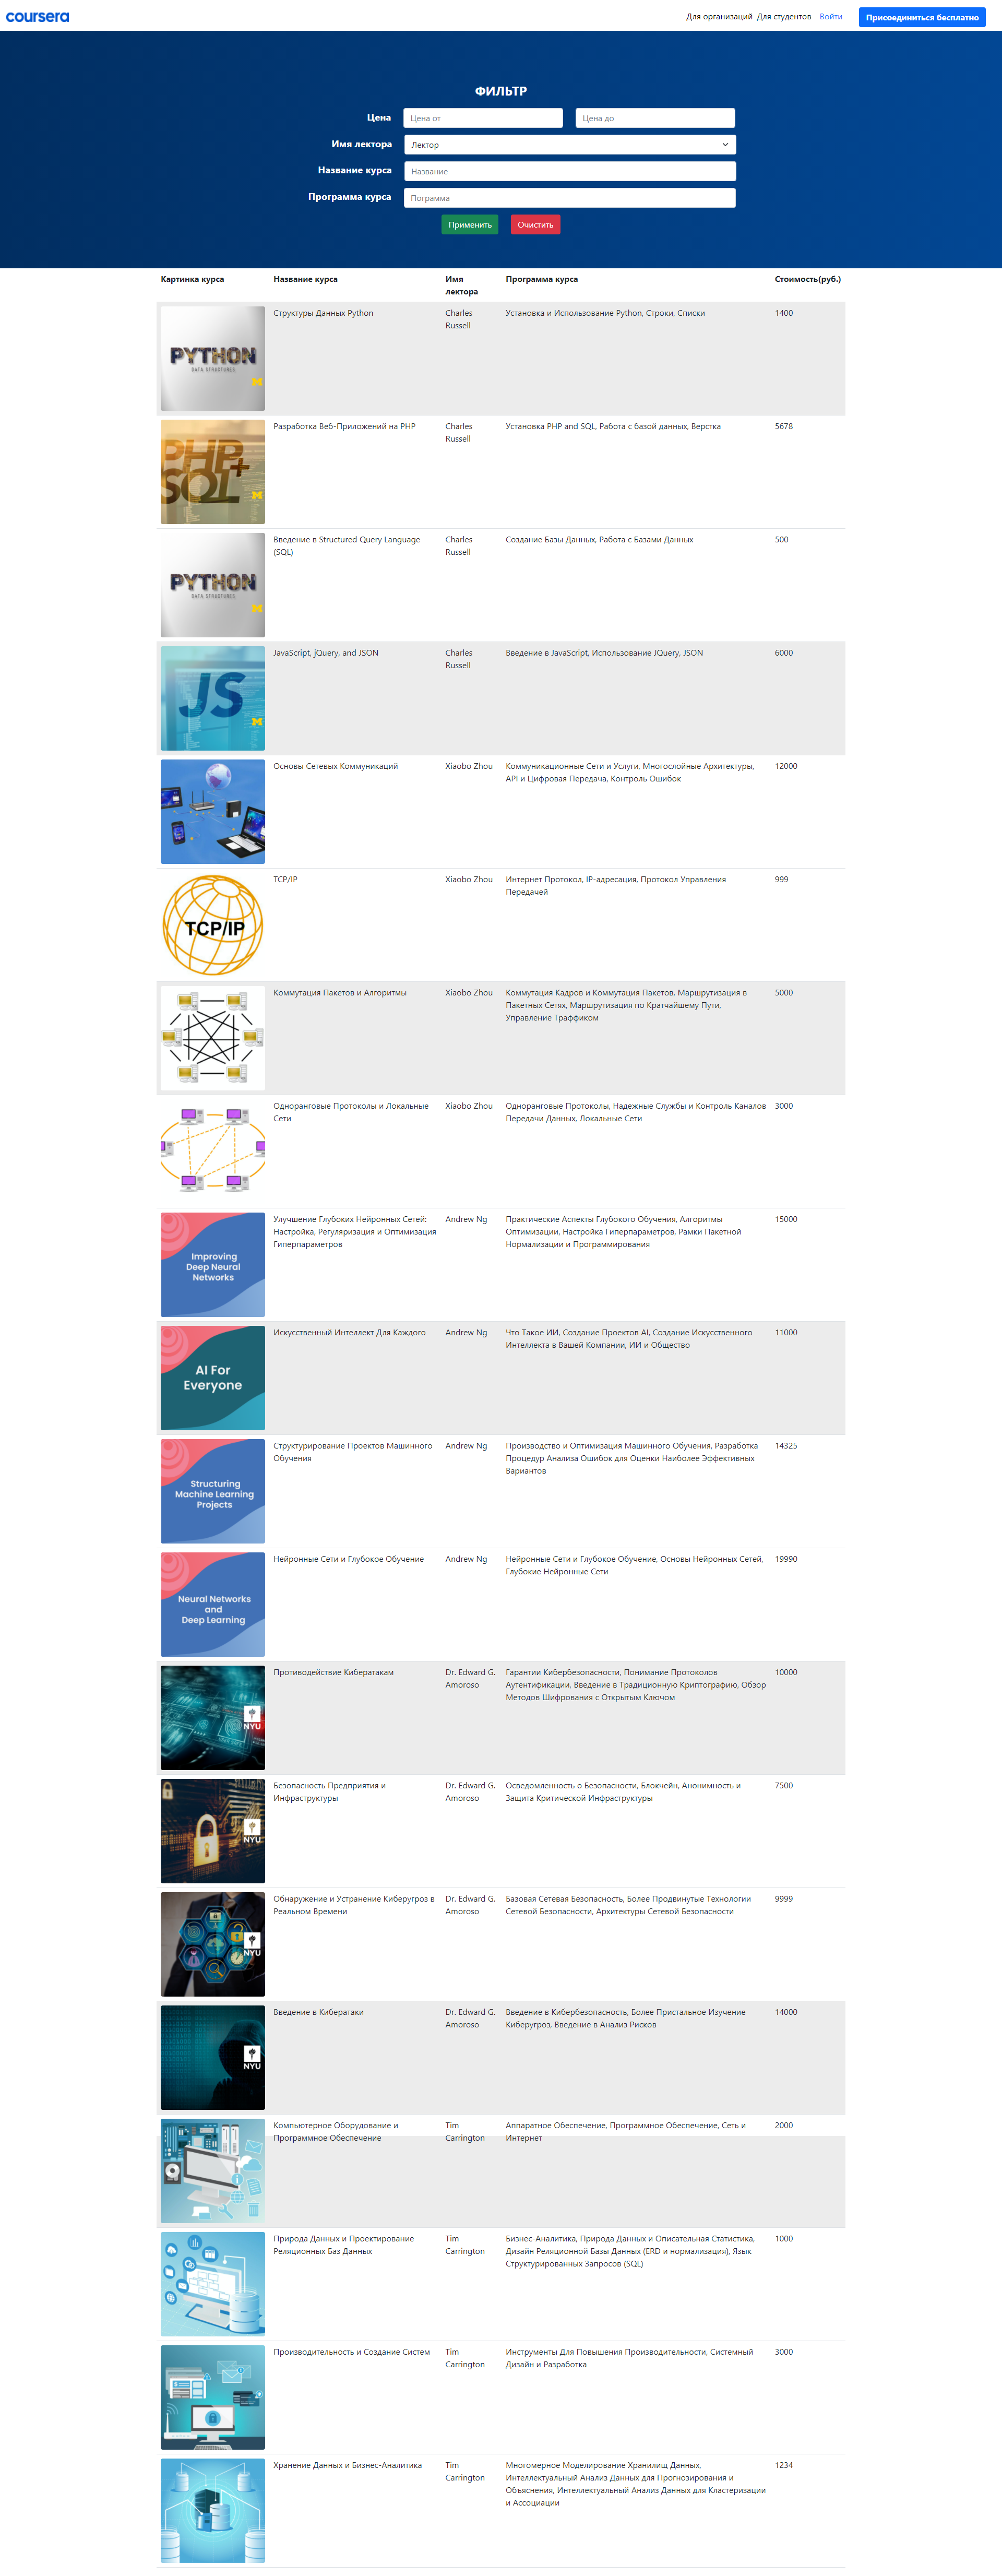 coursera
Для организаций Для студентов Войти Присоединиться бесплатно
ФИЛЬТР
Цена Цена от Цена до
Имя лектора Лектор
Название курса Название
Программа курса Пограмма
Применить Очистить
Картинка курса Название курса Имя Программа курса Стоимость(руб.)
лектора
Структуры Данных Python Charles Установка и Использование Python, Строки, Списки 1400
Russell
PYTHON
DATA STRUCTURES
Разработка Веб-Приложений на PHP Charles Установка PHP and SQL, Работа с базой данных, Верстка 5678
Russell
PHP+
SQL
Введение в Structured Query Language Charles Создание Базы Данных, Работа с Базами Данных 500
(SQL) Russell
PYTHON
DATA STRUCTURES
JavaScript, jQuery, and JSON Charles Введение в JavaScript, Использование JQuery, JSON 6000
Russell
JS
Основы Сетевых Коммуникаций Xiaobo Zhou Коммуникационные Сети и Услуги, Многослойные Архитектуры, 12000
API и Цифровая Передача, Контроль Ошибок
TCP/IP Xiaobo Zhou Интернет Протокол, IP-адресация, Протокол Управления 999
Передачей
TCP/IP
Коммутация Пакетов и Алгоритмы Xiaobo Zhou Коммутация Кадров и Коммутация Пакетов, Маршрутизация в 5000
Пакетных Сетях, Маршрутизация по Кратчайшему Пути,
Управление Траффиком
Одноранговые Протоколы и Локальные Xiaobo Zhou Одноранговые Протоколы, Надежные Службы и Контроль Каналов 3000
Сети Передачи Данных, Локальные Сети
Улучшение Глубоких Нейронных Сетей: Andrew Ng Практические Аспекты Глубокого Обучения, Алгоритмы 15000
Настройка, Регуляризация и Оптимизация Оптимизации, Настройка Гиперпараметров, Рамки Пакетной
Гиперпараметров Нормализации и Программирования
Improving
Deep Neural
Networks
Искусственный Интеллект Для Каждого Andrew Ng Что Такое ИИ, Создание Проектов AI, Создание Искусственного 11000
Интеллекта в Вашей Компании, ИИ и Общество
AI For
Everyone
Структурирование Проектов Машинного Andrew Ng Производство и Оптимизация Машинного Обучения, Разработка 14325
Обучения Процедур Анализа Ошибок для Оценки Наиболее Эффективных
Вариантов
Structuring
Machine Learning
Projects
Нейронные Сети и Глубокое Обучение Andrew Ng Нейронные Сети и Глубокое Обучение, Основы Нейронных Сетей, 19990
Глубокие Нейронные Сети
Neural Networks
and
Deep Learning
Противодействие Кибератакам Dr. Edward G. Гарантии Кибербезопасности, Понимание Протоколов 10000
Amoroso Аутентификации, Введение в Традиционную Криптографию, Обзор
Методов Шифрования с Открытым Ключом
NYU
Безопасность Предприятия и Dr. Edward G. Осведомленность о Безопасности, Блокчейн, Анонимность и 7500
Инфраструктуры Amoroso Защита Критической Инфраструктуры
NYU
Обнаружение и Устранение Киберугроз в Dr. Edward G. Базовая Сетевая Безопасность, Более Продвинутые Технологии 9999
Реальном Времени Amoroso Сетевой Безопасности, Архитектуры Сетевой Безопасности
NYU
Введение в Кибератаки Dr. Edward G. Введение в Кибербезопасность, Более Пристальное Изучение 14000
Amoroso Киберугроз, Введение в Анализ Рисков
NYU
Компьютерное Оборудование и Tim Аппаратное Обеспечение, Программное Обеспечение, Сеть и 2000
Программное Обеспечение Carrington Интернет
Природа Данных и Проектирование Tim Бизнес-Аналитика, Природа Данных и Описательная Статистика, 1000
Реляционных Баз Данных Carrington Дизайн Реляционной Базы Данных (ERD и нормализация), Язык
Структурированных Запросов (SQL)
Производительность и Создание Систем Tim Инструменты Для Повышения Производительности, Системный 3000
Carrington Дизайн и Разработка
Хранение Данных и Бизнес-Аналитика Tim Многомерное Моделирование Хранилищ Данных, 1234
Carrington Интеллектуальный Анализ Данных для Прогнозирования и
Объяснения, Интеллектуальный Анализ Данных для Кластеризации
и Ассоциации